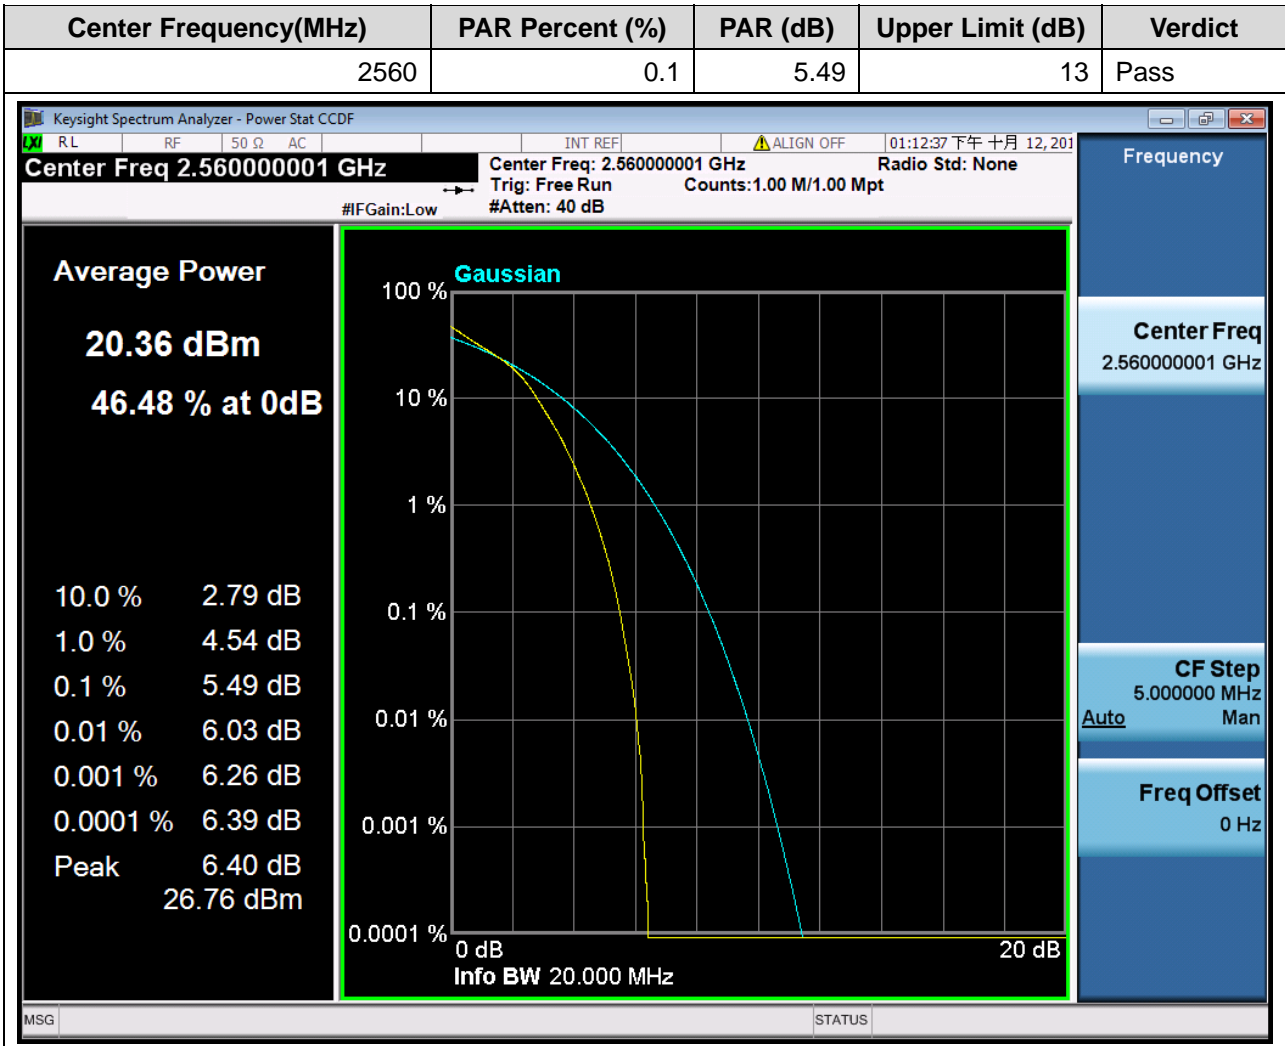 Center Frequency(MHz) PAR Percent (%) PAR (dB) Upper Limit (dB) Verdict
2560 0.1 5.49 13 Pass
Keysight Spectrum Analyzer - Power Stat CCDF
LXI RL RF 50 Ω AC INT REF ALIGN OFF 01:12:37 下午 十月 12, 201
Center Freq 2.560000001 GHz
Center Freq: 2.560000001 GHz Radio Std: None
Trig: Free Run Counts:1.00 M/1.00 Mpt
#IFGain:Low #Atten: 40 dB
Average Power
20.36 dBm
46.48 % at 0dB
10.0 % 2.79 dB
1.0 % 4.54 dB
0.1 % 5.49 dB
0.01 % 6.03 dB
0.001 % 6.26 dB
0.0001 % 6.39 dB
Peak 6.40 dB
26.76 dBm
Gaussian
100 %
10 %
1 %
0.1 %
0.01 %
0.001 %
0.0001 %
0 dB 20 dB
Info BW 20.000 MHz
Frequency
Center Freq
2.560000001 GHz
CF Step
5.000000 MHz
Auto Man
Freq Offset
0 Hz
MSG STATUS